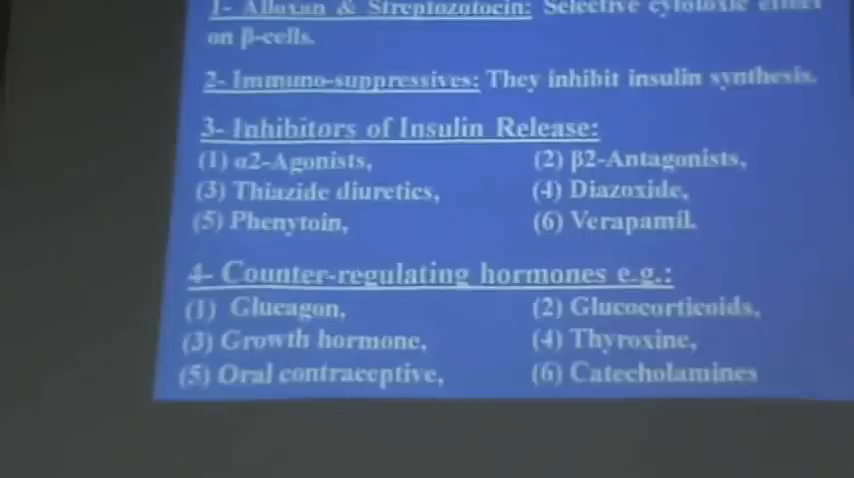 1- Alloxan & Streptozotocin: Selective cytotoxic effect
on β-cells.
2- Immuno-suppressives: They inhibit insulin synthesis.
3- Inhibitors of Insulin Release:
(1) α2-Agonists, (2) β2-Antagonists,
(3) Thiazide diuretics, (4) Diazoxide,
(5) Phenytoin, (6) Verapamil.
4- Counter-regulating hormones e.g.:
(1) Glucagon, (2) Glucocorticoids,
(3) Growth hormone, (4) Thyroxine,
(5) Oral contraceptive, (6) Catecholamines